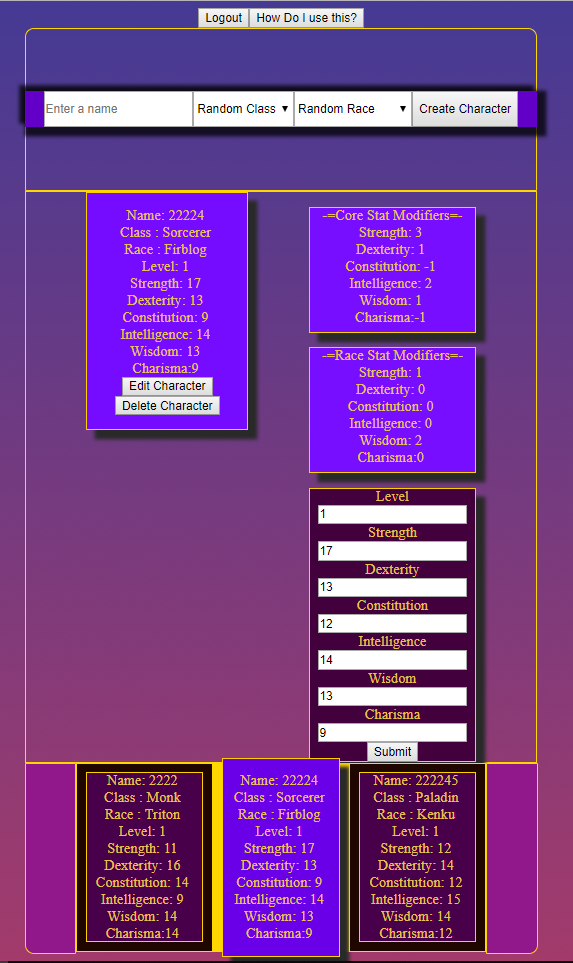 Logout How Do I use this?
Enter a name Random Class Random Race Create Character
Name: 22224
Class : Sorcerer
Race : Firblog
Level: 1
Strength: 17
Dexterity: 13
Constitution: 9
Intelligence: 14
Wisdom: 13
Charisma:9
Edit Character
Delete Character
-=Core Stat Modifiers=-
Strength: 3
Dexterity: 1
Constitution: -1
Intelligence: 2
Wisdom: 1
Charisma:-1
-=Race Stat Modifiers=-
Strength: 1
Dexterity: 0
Constitution: 0
Intelligence: 0
Wisdom: 2
Charisma:0
Level
1
Strength
17
Dexterity
13
Constitution
12
Intelligence
14
Wisdom
13
Charisma
9
Submit
Name: 2222
Class : Monk
Race : Triton
Level: 1
Strength: 11
Dexterity: 16
Constitution: 14
Intelligence: 9
Wisdom: 14
Charisma:14
Name: 22224
Class : Sorcerer
Race : Firblog
Level: 1
Strength: 17
Dexterity: 13
Constitution: 9
Intelligence: 14
Wisdom: 13
Charisma:9
Name: 222245
Class : Paladin
Race : Kenku
Level: 1
Strength: 12
Dexterity: 14
Constitution: 12
Intelligence: 15
Wisdom: 14
Charisma:12